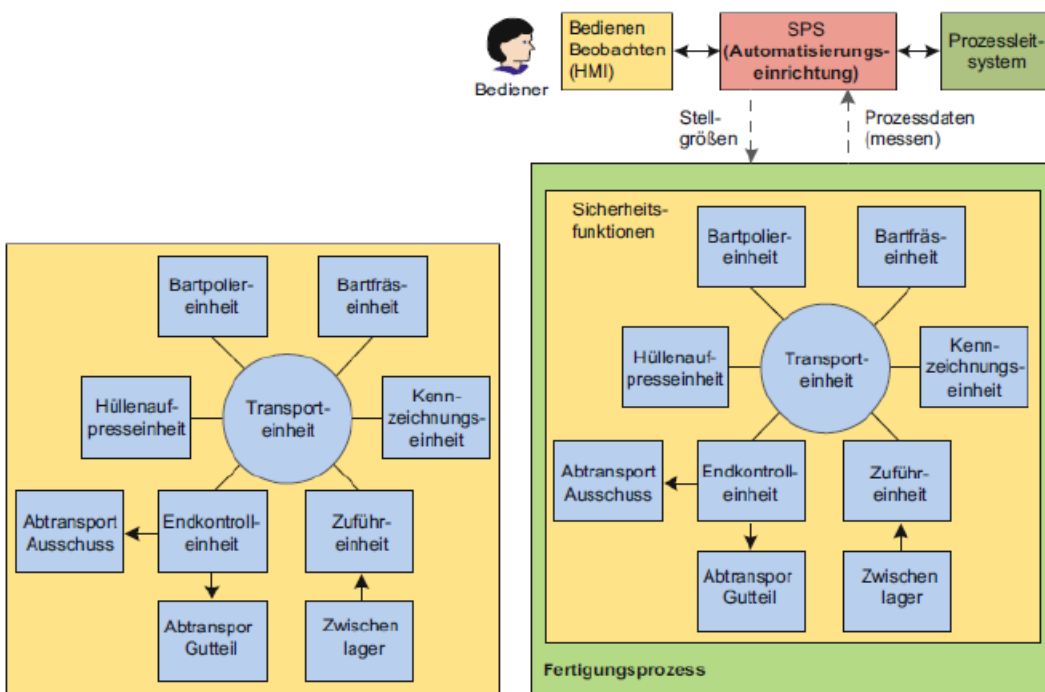 Bediener
Bedienen
Beobachten
(HMI)
SPS
(Automatisierungs-
einrichtung)
Prozessleit-
system
Stell-
größen
Prozessdaten
(messen)
Bartpolier-
einheit
Bartfräs-
einheit
Hüllenauf-
presseinheit
Transport-
einheit
Kenn-
zeichnungs-
einheit
Abtransport
Ausschuss
Endkontroll-
einheit
Zuführ-
einheit
Abtranspor
Gutteil
Zwischen
lager
Sicherheits-
funktionen
Bartpolier-
einheit
Bartfräs-
einheit
Hüllenauf-
presseinheit
Transport-
einheit
Kenn-
zeichnungs-
einheit
Abtransport
Ausschuss
Endkontroll-
einheit
Zuführ-
einheit
Abtranspor
Gutteil
Zwischen
lager
Fertigungsprozess